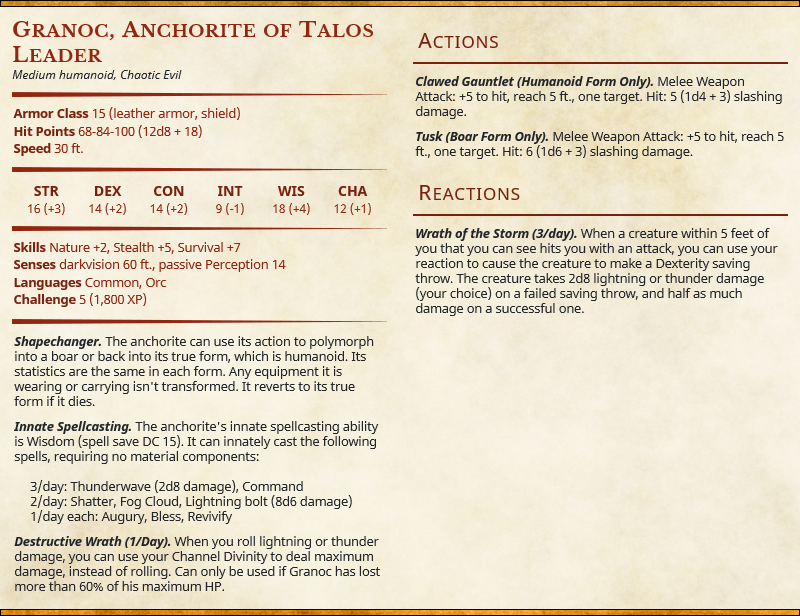 Granoc, Anchorite of Talos
Leader
Medium humanoid, Chaotic Evil
Armor Class 15 (leather armor, shield)
Hit Points 68-84-100 (12d8 + 18)
Speed 30 ft.
STR DEX CON INT WIS CHA
16 (+3) 14 (+2) 14 (+2) 9 (-1) 18 (+4) 12 (+1)
Skills Nature +2, Stealth +5, Survival +7
Senses darkvision 60 ft., passive Perception 14
Languages Common, Orc
Challenge 5 (1,800 XP)
Shapechanger. The anchorite can use its action to polymorph
into a boar or back into its true form, which is humanoid. Its
statistics are the same in each form. Any equipment it is
wearing or carrying isn't transformed. It reverts to its true
form if it dies.
Innate Spellcasting. The anchorite's innate spellcasting ability
is Wisdom (spell save DC 15). It can innately cast the following
spells, requiring no material components:
3/day: Thunderwave (2d8 damage), Command
2/day: Shatter, Fog Cloud, Lightning bolt (8d6 damage)
1/day each: Augury, Bless, Revivify
Destructive Wrath (1/Day). When you roll lightning or thunder
damage, you can use your Channel Divinity to deal maximum
damage, instead of rolling. Can only be used if Granoc has lost
more than 60% of his maximum HP.
Actions
Clawed Gauntlet (Humanoid Form Only). Melee Weapon
Attack: +5 to hit, reach 5 ft., one target. Hit: 5 (1d4 + 3) slashing
damage.
Tusk (Boar Form Only). Melee Weapon Attack: +5 to hit, reach 5
ft., one target. Hit: 6 (1d6 + 3) slashing damage.
Reactions
Wrath of the Storm (3/day). When a creature within 5 feet of
you that you can see hits you with an attack, you can use your
reaction to cause the creature to make a Dexterity saving
throw. The creature takes 2d8 lightning or thunder damage
(your choice) on a failed saving throw, and half as much
damage on a successful one.